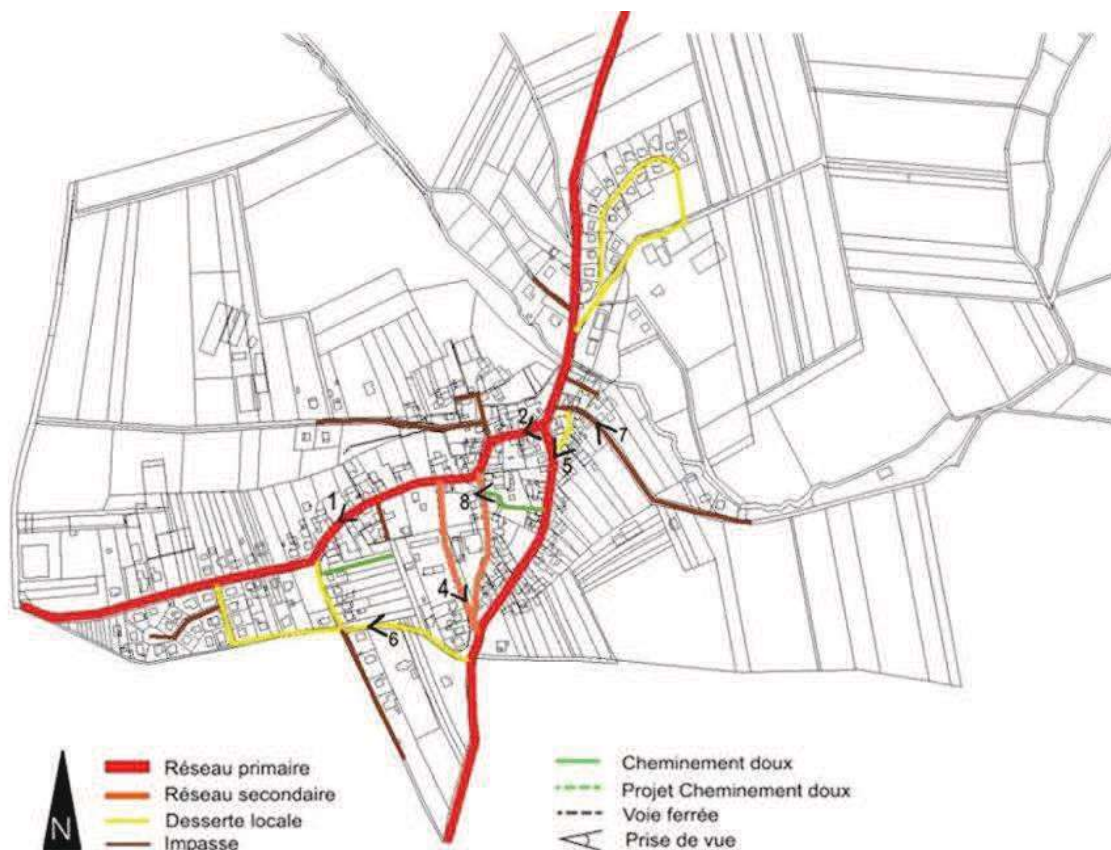 2
7
5
1
8
4
6
N
Réseau primaire
Réseau secondaire
Desserte locale
Impasse
Cheminement doux
Projet Cheminement doux
Voie ferrée
Prise de vue